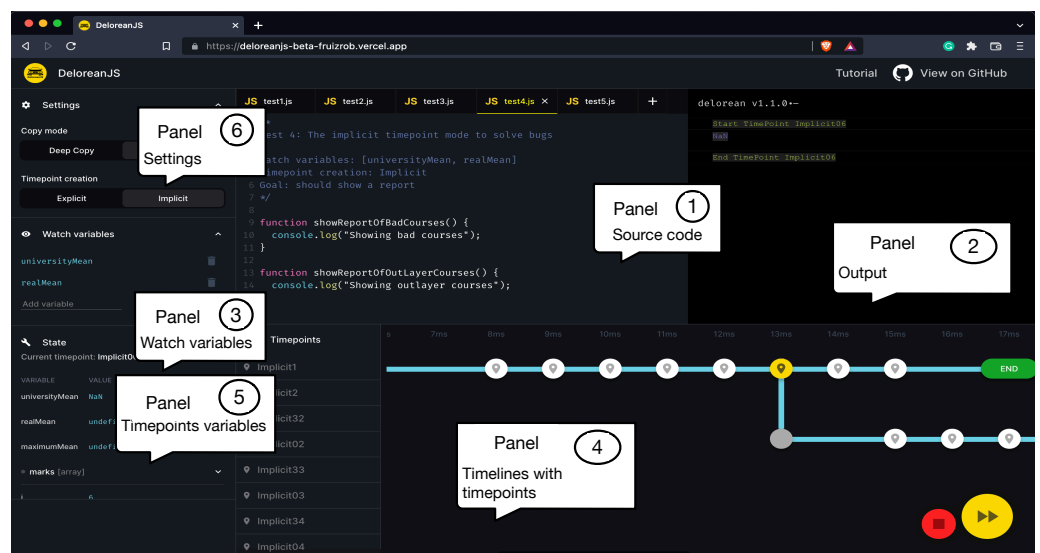 DeloreanJS
https://deloreanjs-beta-fruizrob.vercel.app
DeloreanJS
Tutorial
View on GitHub
Settings
Copy mode
Deep Copy
Timepoint creation
Explicit
Implicit
Panel 6
Settings
Watch variables
universityMean
realMean
Add variable
Panel 3
Watch variables
State
Current timepoint:
VARIABLE
VALUE
universityMean
NaN
realMean
maximumMean
marks [array]
i
6
Panel 5
Timepoints variables
JS test1.js
JS test2.js
JS test3.js
JS test4.js ×
JS test5.js
+
4: The implicit timepoint mode to solve bugs
variables: [universityMean, realMean]
creation: Implicit
6 Goal: should show a report
7 */
8
9 function showReportOfBadCourses() {
10 console.log("Showing bad courses");
11 }
12
13 function showReportOfOutLayerCourses() {
14 console.log("Showing outlayer courses");
Panel 1
Source code
delorean v1.1.0
Start TimePoint Implicit06
NaN
End TimePoint Implicit06
Panel 2
Output
Timepoints
Implicit1
Implicit33
Implicit03
Implicit34
Implicit04
7ms
8ms
9ms
10ms
11ms
12ms
13ms
14ms
15ms
16ms
17ms
END
Panel 4
Timelines with
timepoints